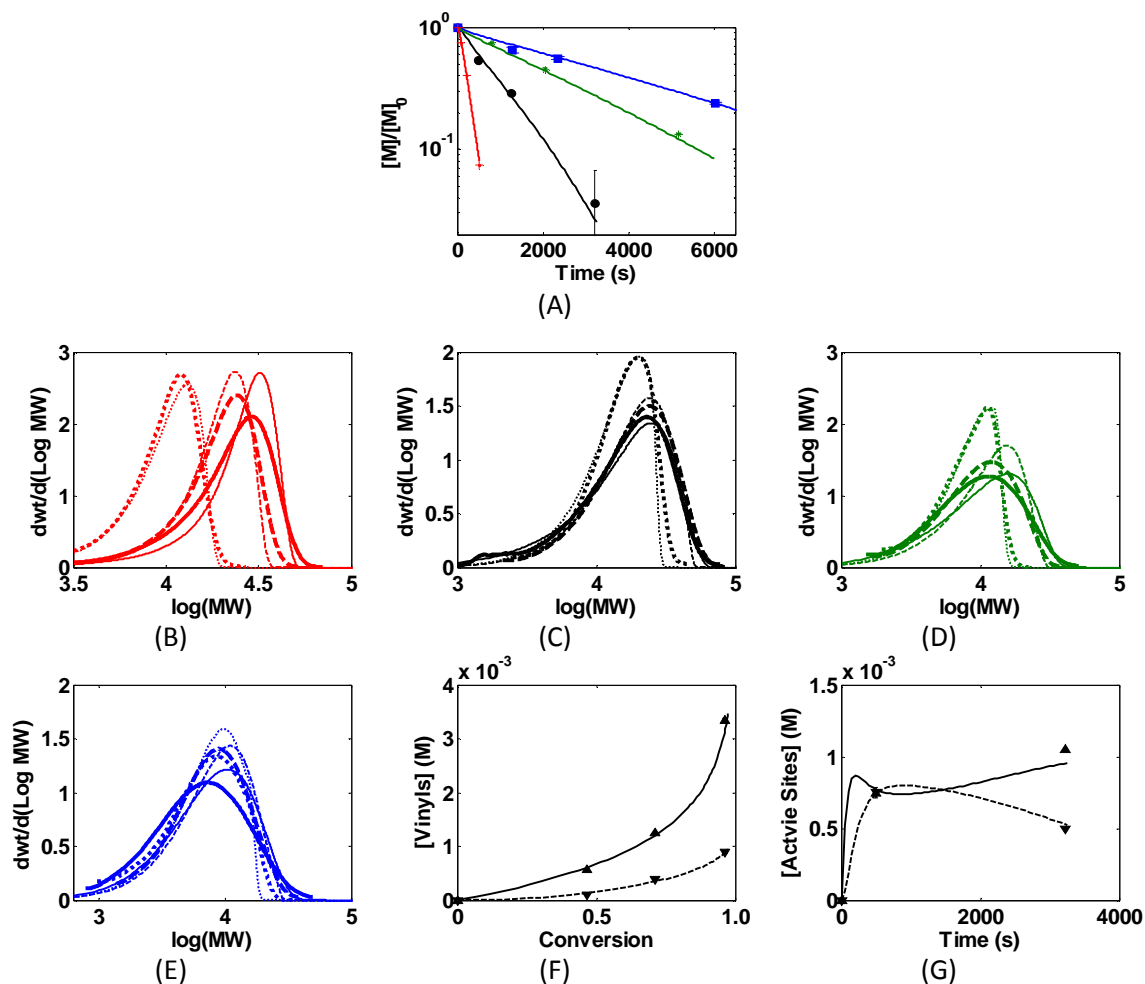 10^0
10^-1
[M]/[M]_0
0 2000 4000 6000
Time (s)
(A)
3
2
1
0
dwt/d(Log MW)
3.5 4 4.5 5
log(MW)
(B)
2
1.5
1
0.5
0
dwt/d(Log MW)
3 4 5
log(MW)
(C)
3
2
1
0
dwt/d(Log MW)
3 4 5
log(MW)
(D)
2
1.5
1
0.5
0
dwt/d(Log MW)
3 4 5
log(MW)
(E)
x 10^-3
6
4
2
0
[Vinyls] (M)
0 0.5 1.0
Conversion
(F)
x 10^-3
1.5
1
0.5
0
[Actvie Sites] (M)
0 2000 4000
Time (s)
(G)